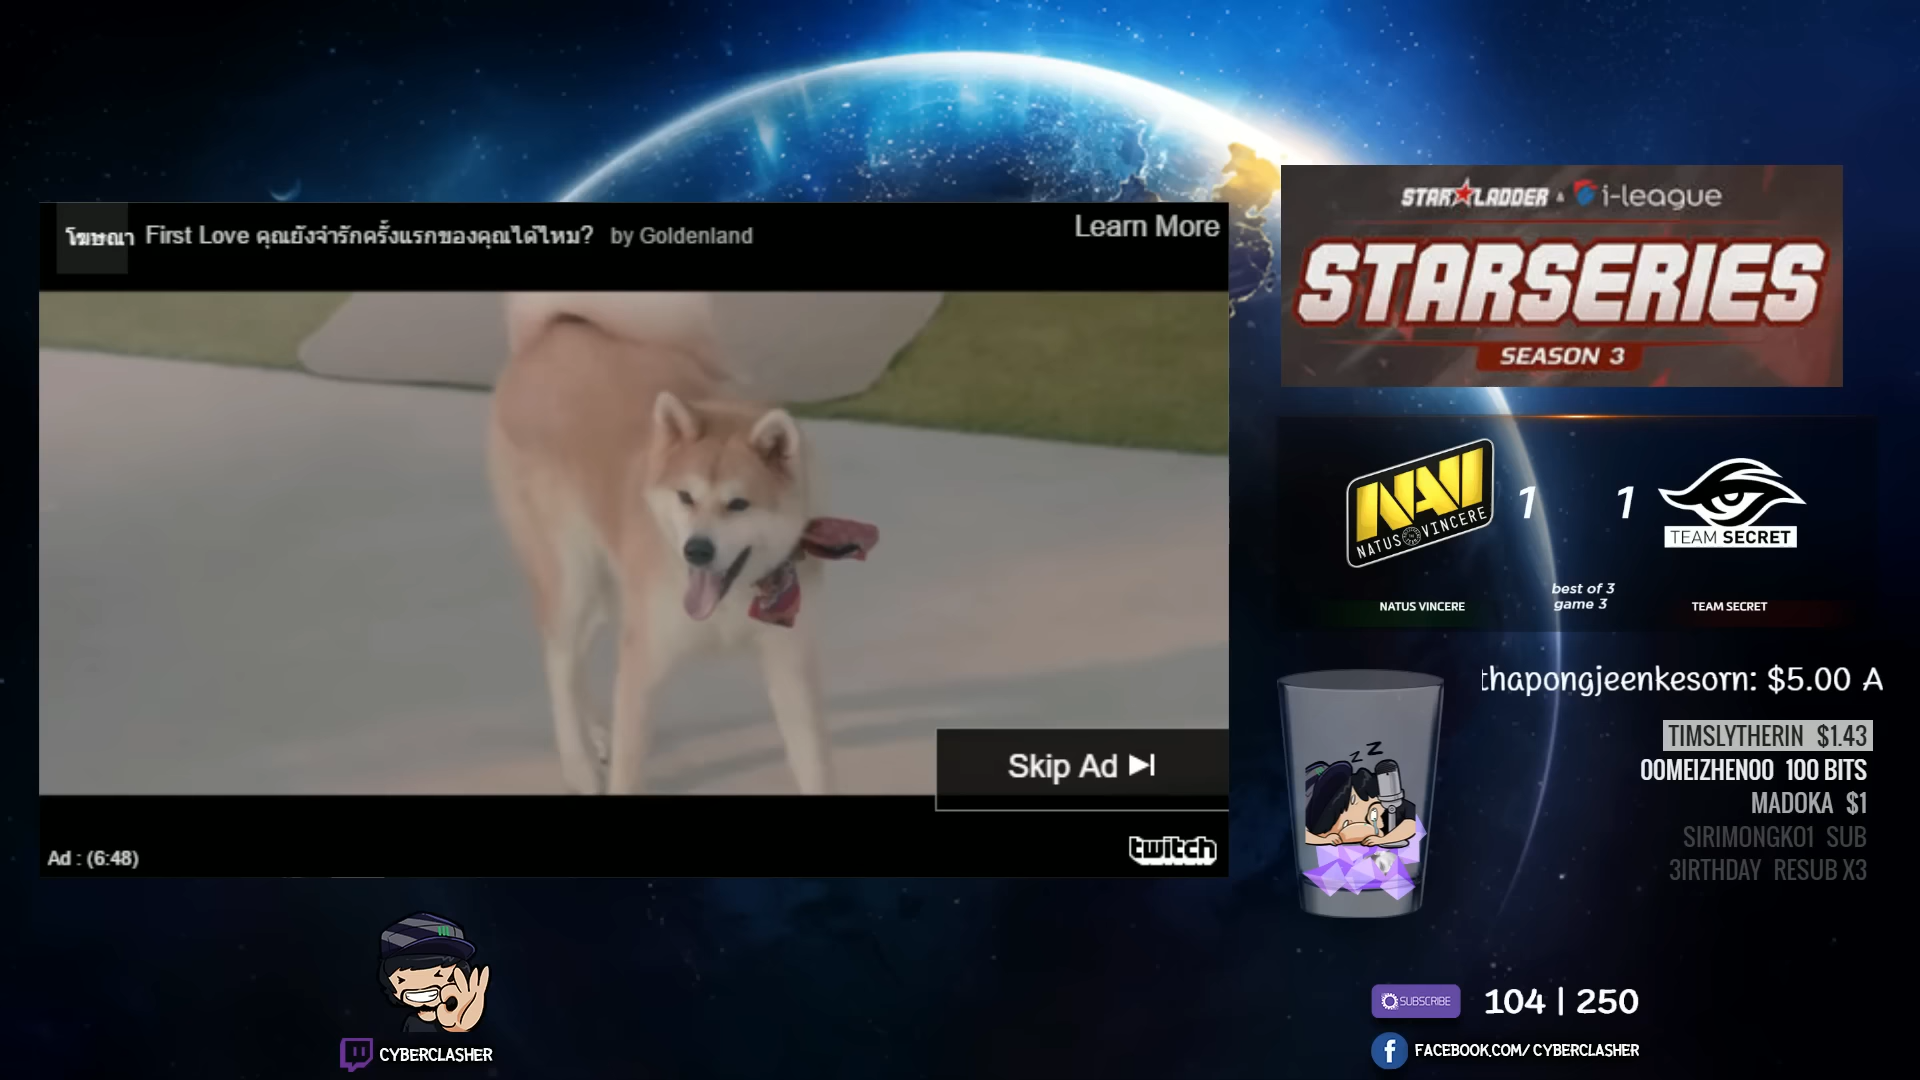 โฆษณา First Love คุณยังจำรักครั้งแรกของคุณได้ไหม? by Goldenland
Learn More
Skip Ad
Ad : (6:48)
twitch
STAR LADDER & i-league
STARSERIES
SEASON 3
NAVI
NATUS VINCERE
1 1
TEAM SECRET
best of 3
game 3
NATUS VINCERE
TEAM SECRET
thapongjeenkesorn: $5.00 A
TIMSLYTHERIN $1.43
00MEIZHEN00 100 BITS
MADOKA $1
SIRIMONGK01 SUB
3IRTHDAY RESUB X3
z z
CYBERCLASHER
SUBSCRIBE 104 | 250
FACEBOOK.COM/ CYBERCLASHER